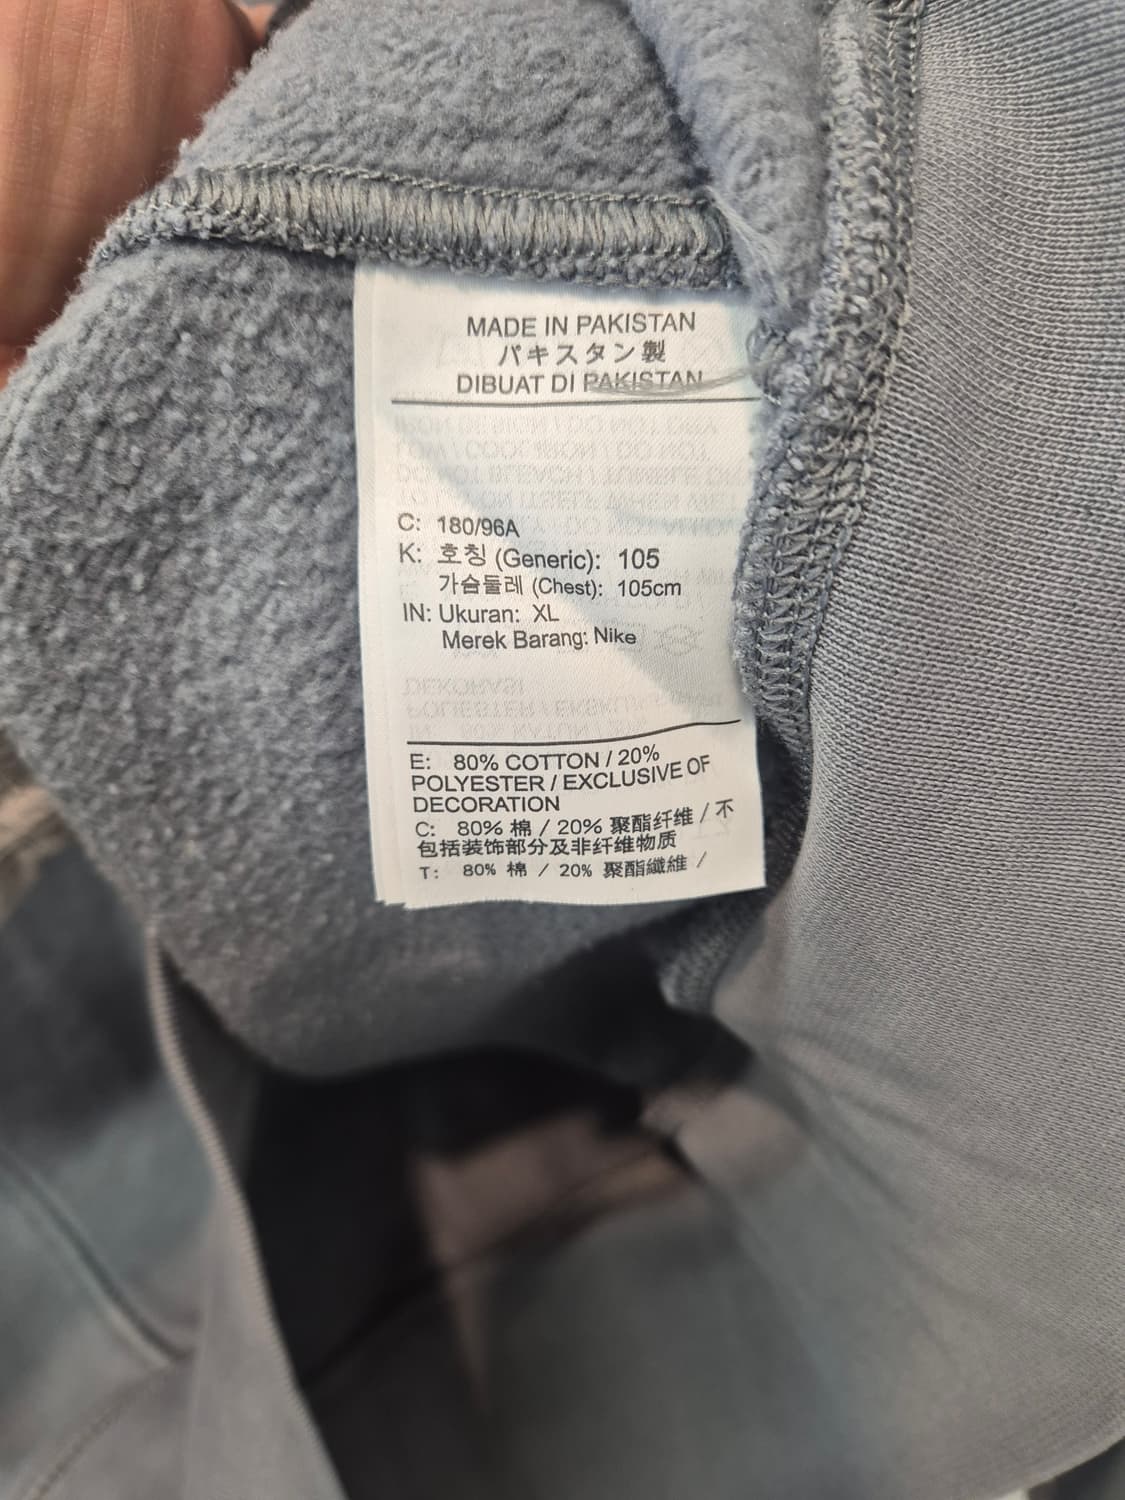 MADE IN PAKISTAN
パキスタン製
DIBUAT DI PAKISTAN
C: 180/96A
K: 호칭 (Generic): 105
가슴둘레 (Chest): 105cm
IN: Ukuran: XL
Merek Barang: Nike
E: 80% COTTON / 20%
POLYESTER / EXCLUSIVE OF
DECORATION
C: 80% 棉 / 20% 聚酯纤维 / 不
包括装饰部分及非纤维物质
T: 80% 棉 / 20% 聚酯纖維 /